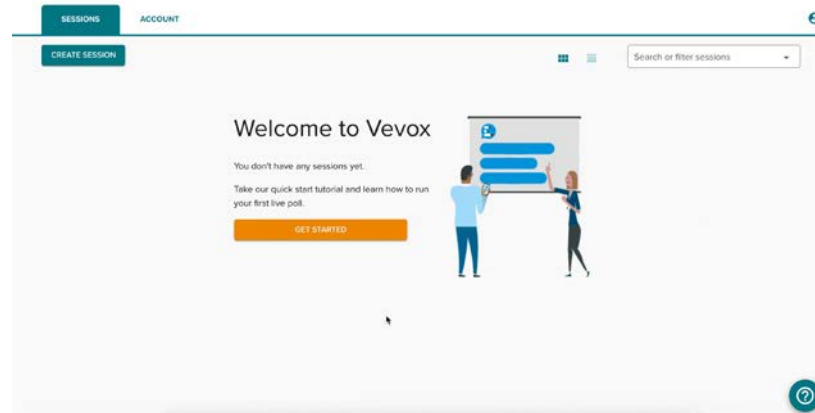 SESSIONS
ACCOUNT
CREATE SESSION
Search or filter sessions
Welcome to Vevox
You don't have any sessions yet.
Take our quick start tutorial and learn how to run
your first live poll.
GET STARTED
?